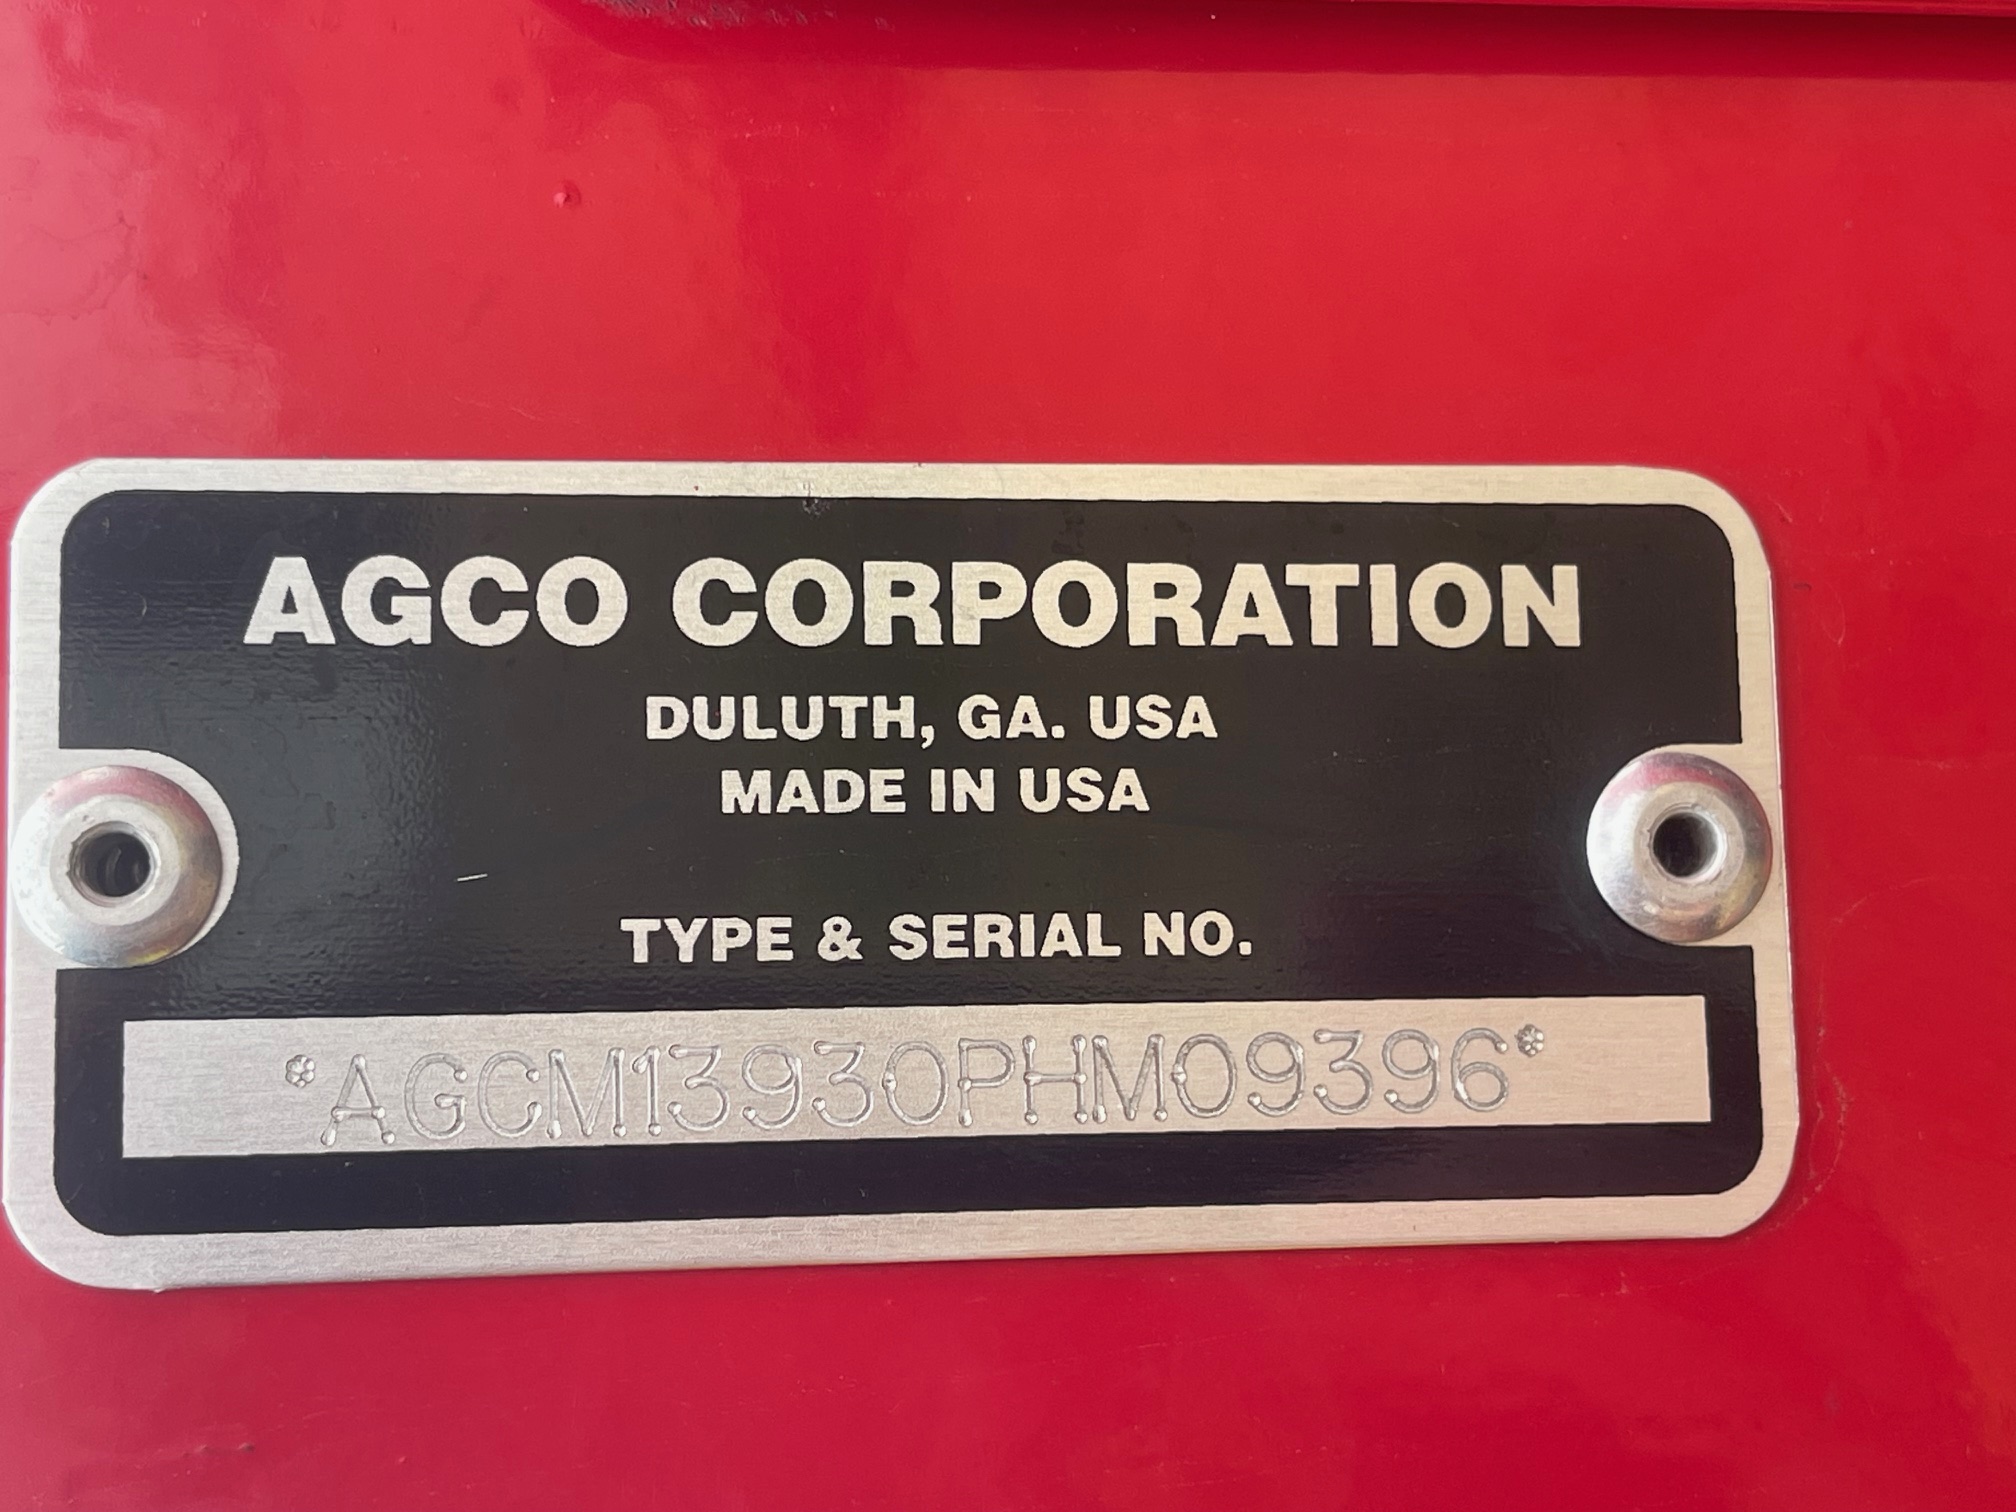 AGCO CORPORATION
DULUTH, GA. USA
MADE IN USA
TYPE & SERIAL NO.
*AGCM13930PHM09396*